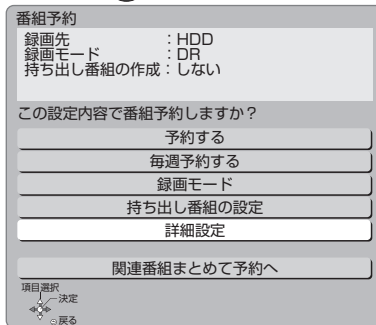 番組予約
録画先　　　　　：HDD
録画モード　　　：DR
持ち出し番組の作成：しない
この設定内容で番組予約しますか？
予約する
毎週予約する
録画モード
持ち出し番組の設定
詳細設定
関連番組まとめて予約へ
項目選択
決定
戻る